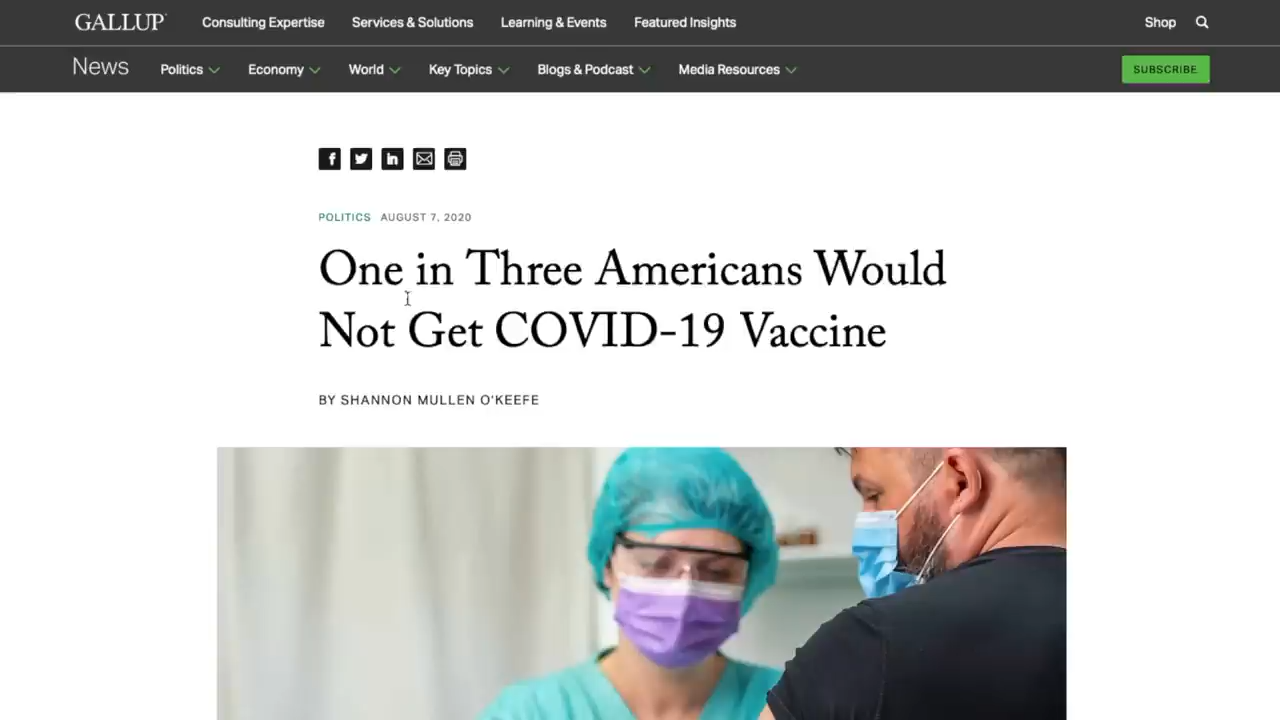 GALLUP Consulting Expertise Services & Solutions Learning & Events Featured Insights Shop
News Politics Economy World Key Topics Blogs & Podcast Media Resources SUBSCRIBE
POLITICS AUGUST 7, 2020
One in Three Americans Would
Not Get COVID-19 Vaccine
BY SHANNON MULLEN O'KEEFE